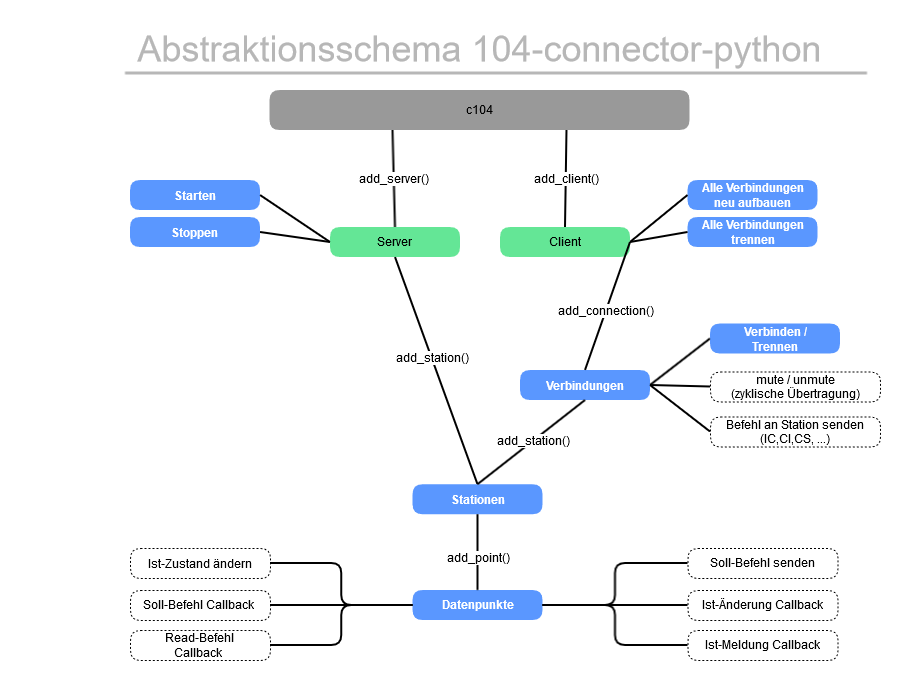 Abstraktionsschema 104-connector-python
c104
add_server()
add_client()
Starten
Stoppen
Server
Client
Alle Verbindungen
neu aufbauen
Alle Verbindungen
trennen
add_connection()
add_station()
Verbindungen
Verbinden /
Trennen
mute / unmute
(zyklische Übertragung)
Befehl an Station senden
(IC,CI,CS, ...)
add_station()
Stationen
add_point()
Ist-Zustand ändern
Soll-Befehl Callback
Read-Befehl
Callback
Datenpunkte
Soll-Befehl senden
Ist-Änderung Callback
Ist-Meldung Callback